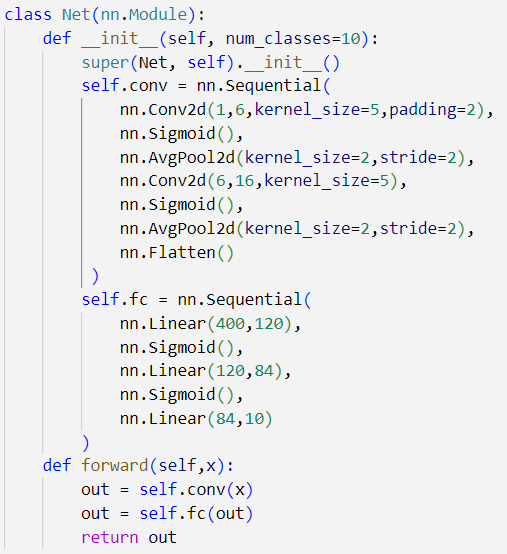 class Net(nn.Module):
    def __init__(self, num_classes=10):
        super(Net, self).__init__()
        self.conv = nn.Sequential(
            nn.Conv2d(1,6,kernel_size=5,padding=2),
            nn.Sigmoid(),
            nn.AvgPool2d(kernel_size=2,stride=2),
            nn.Conv2d(6,16,kernel_size=5),
            nn.Sigmoid(),
            nn.AvgPool2d(kernel_size=2,stride=2),
            nn.Flatten()
         )
        self.fc = nn.Sequential(
            nn.Linear(400,120),
            nn.Sigmoid(),
            nn.Linear(120,84),
            nn.Sigmoid(),
            nn.Linear(84,10)
        )
    def forward(self,x):
        out = self.conv(x)
        out = self.fc(out)
        return out